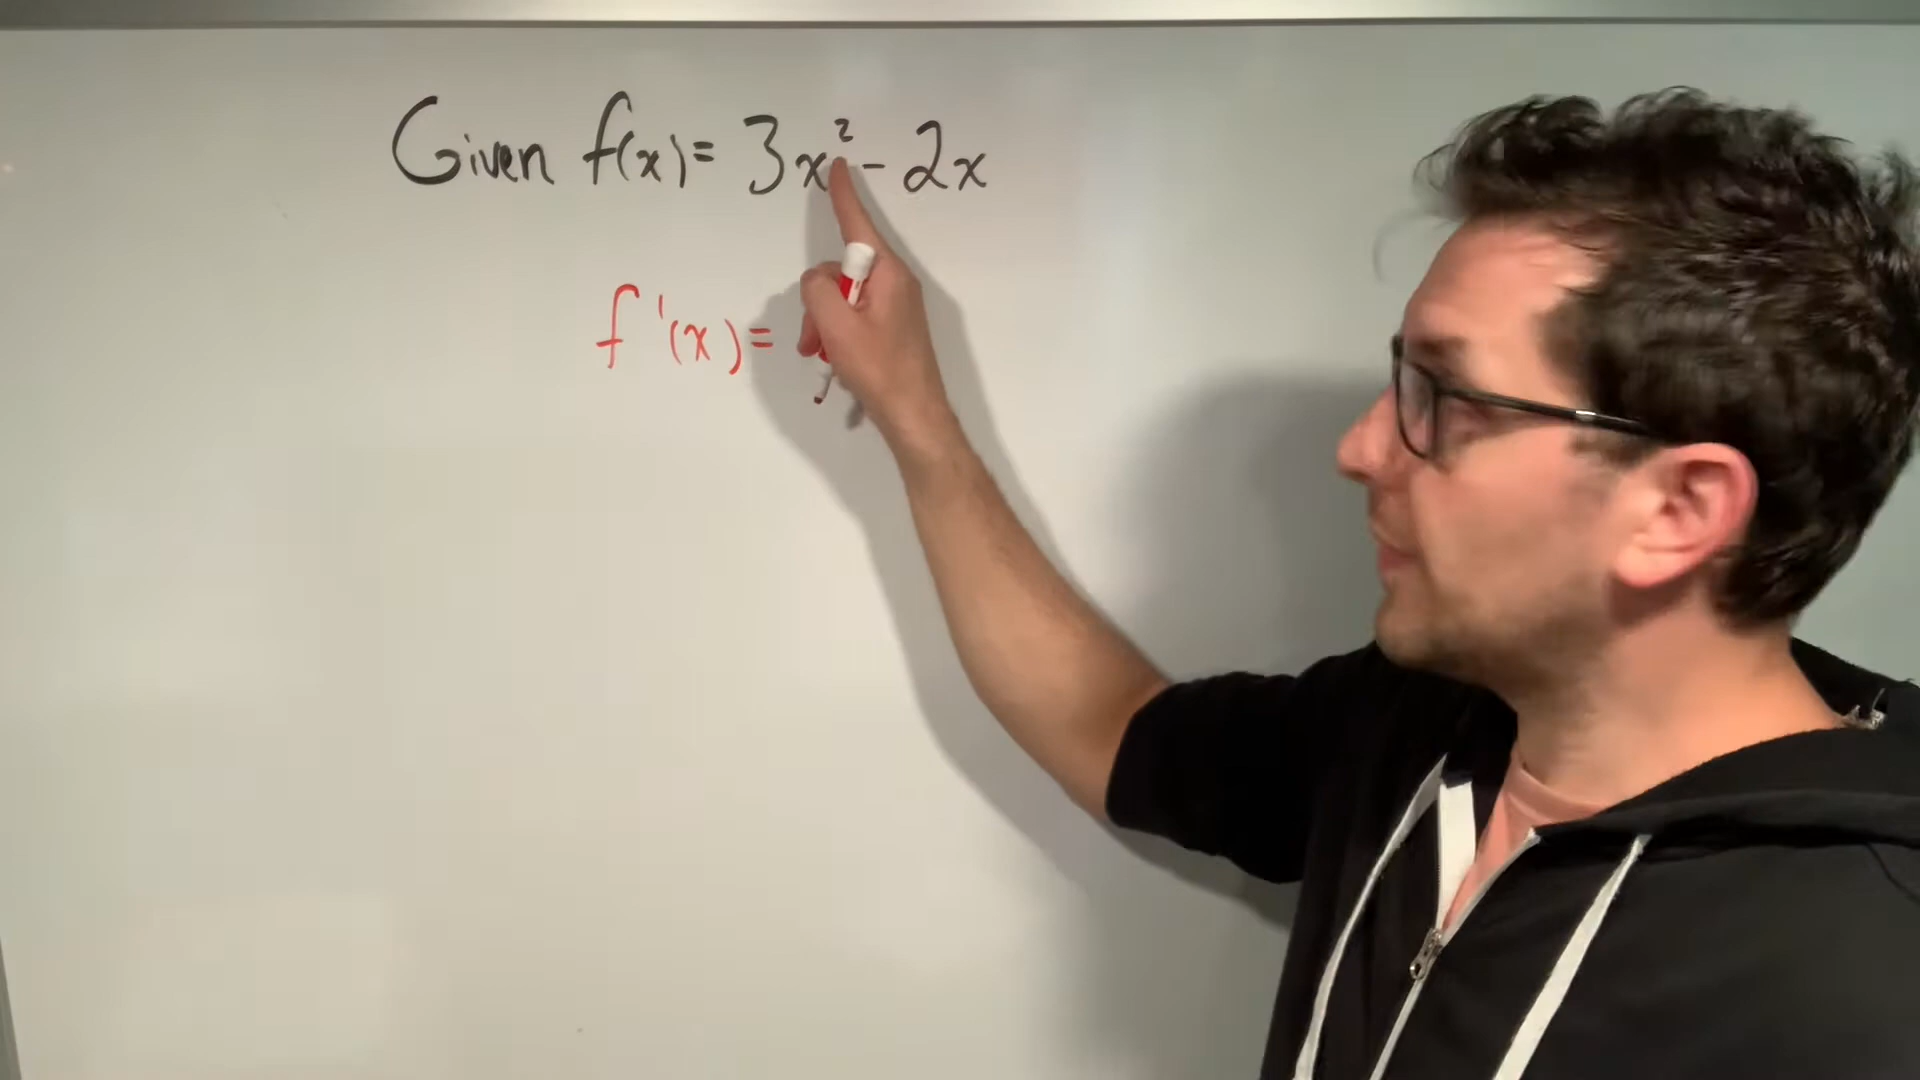 Given f(x) = 3x² - 2x
f'(x) =